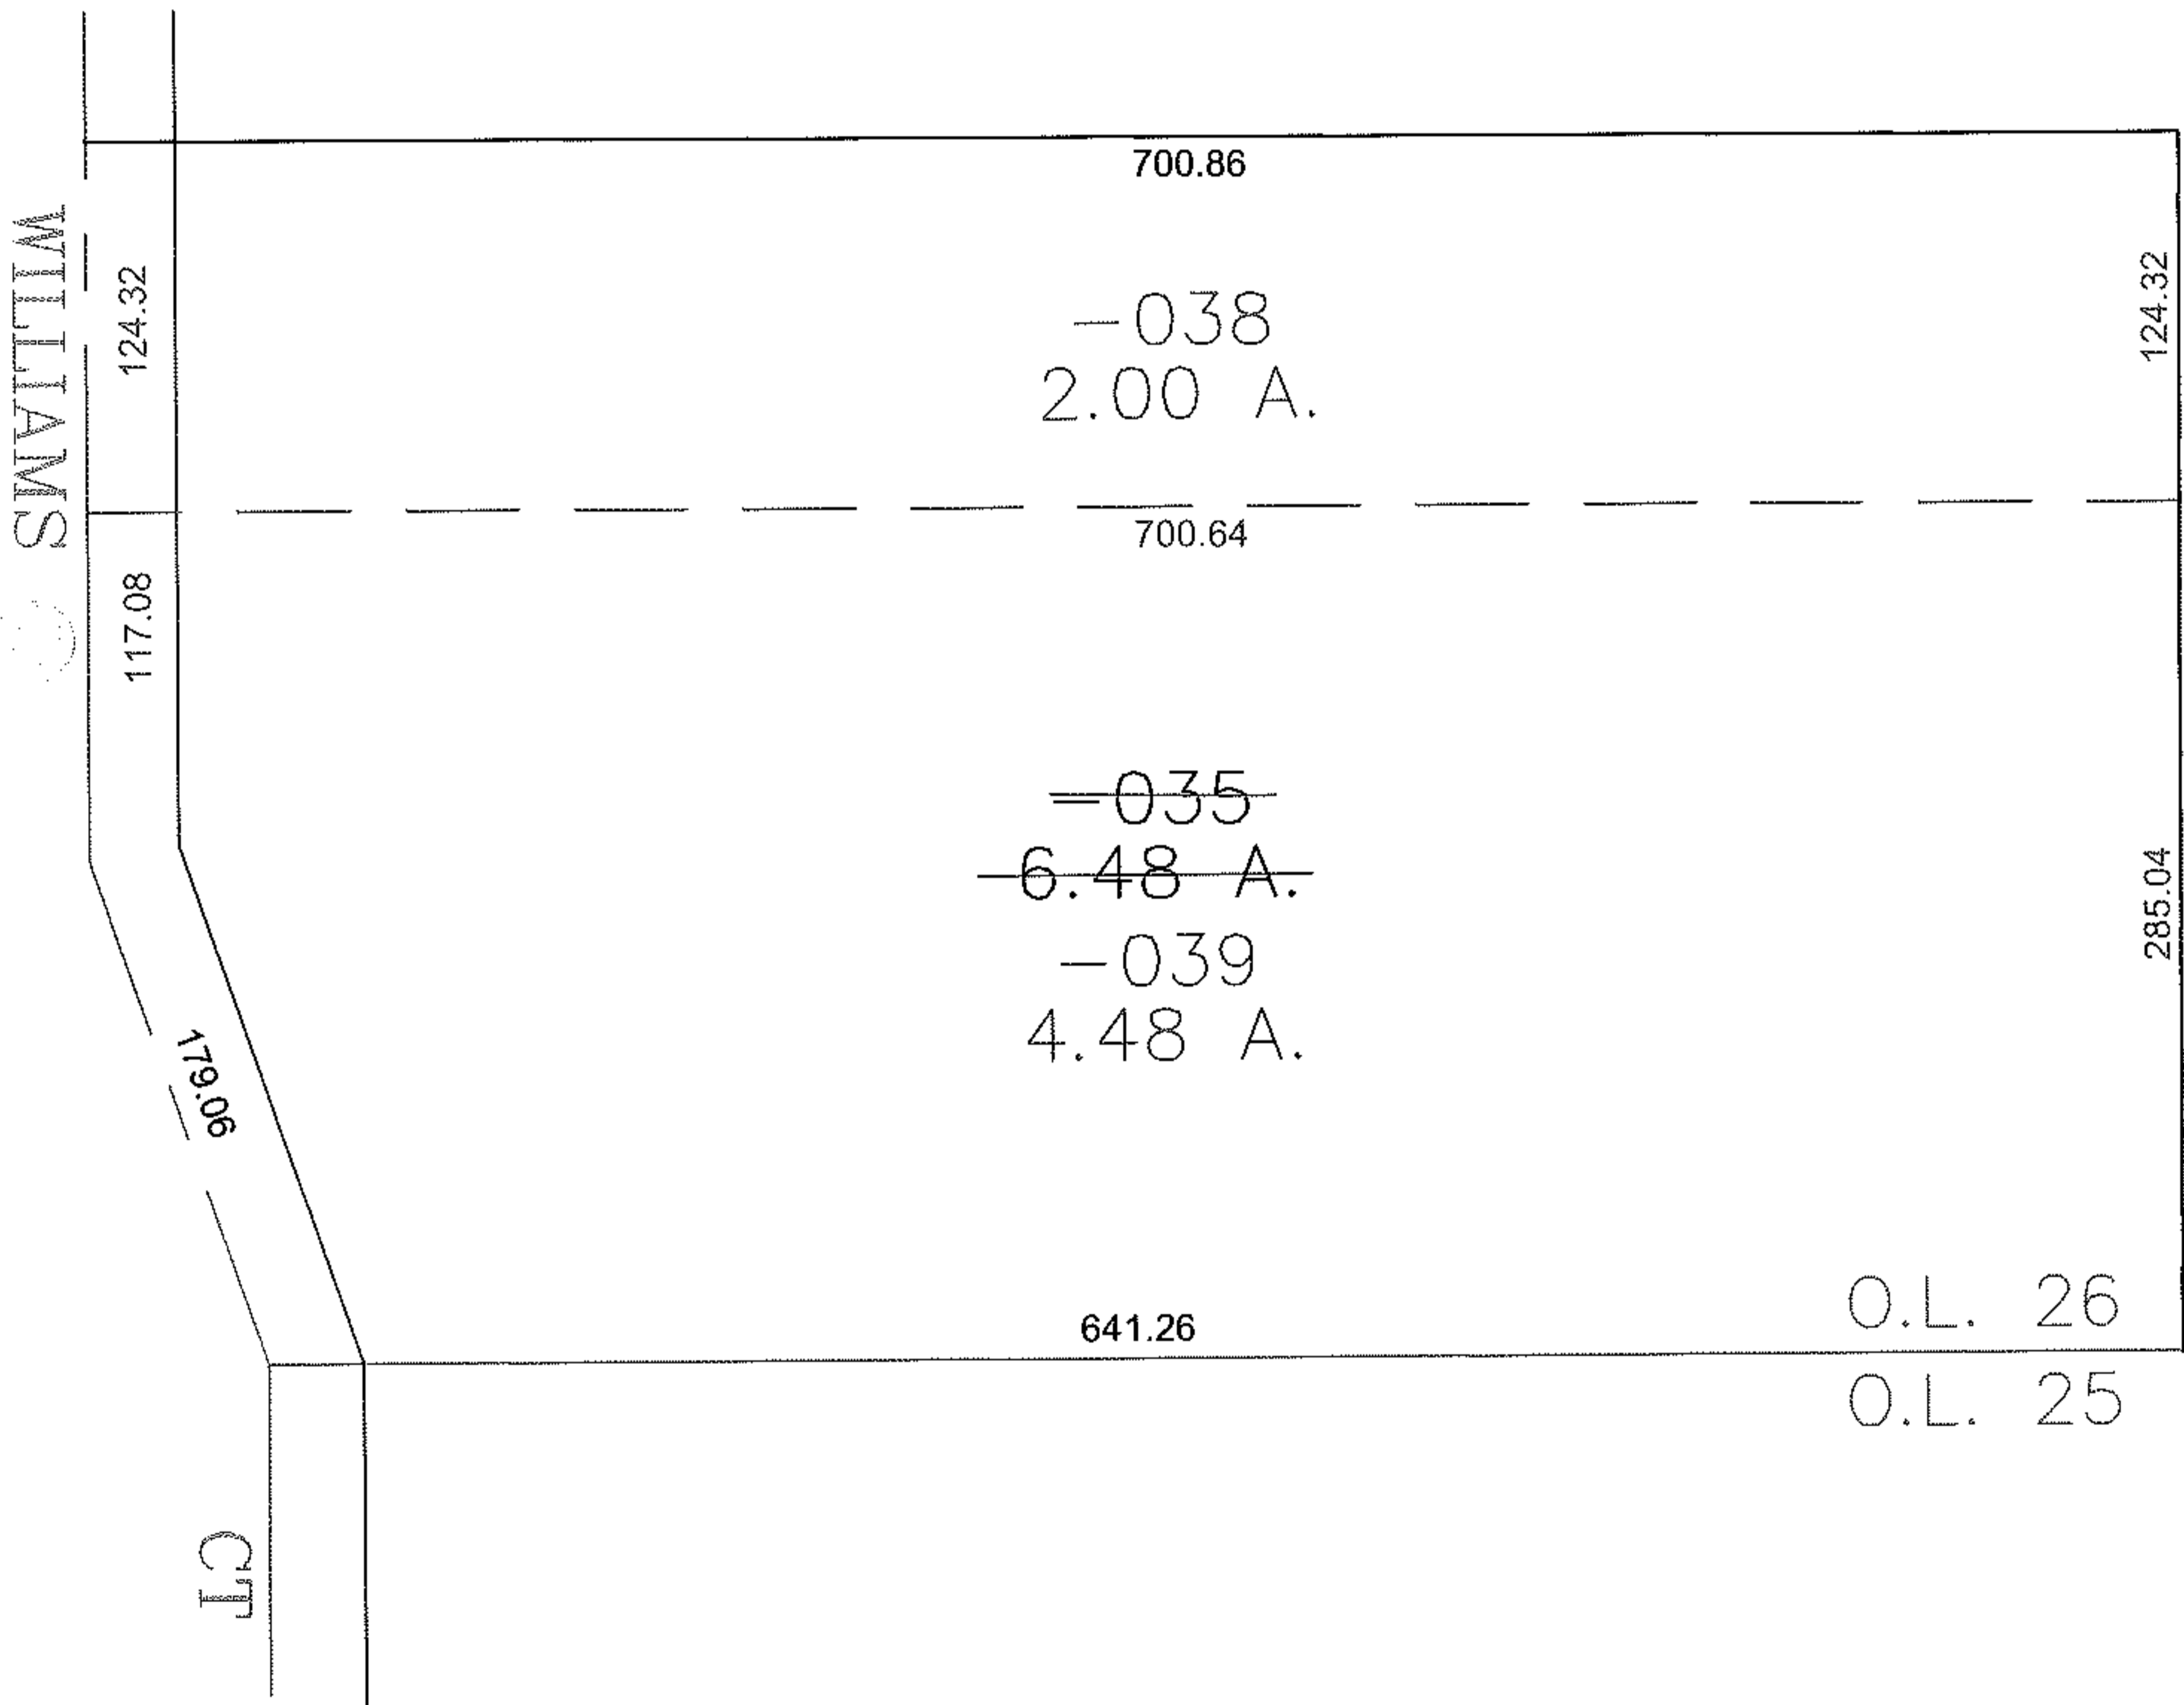 700.86
WILLIAMS
124.32
-038
2.00 A.
124.32
700.64
117.08
-035
6.48 A.
-039
4.48 A.
285.04
179.06
641.26
O.L. 26
O.L. 25
CT